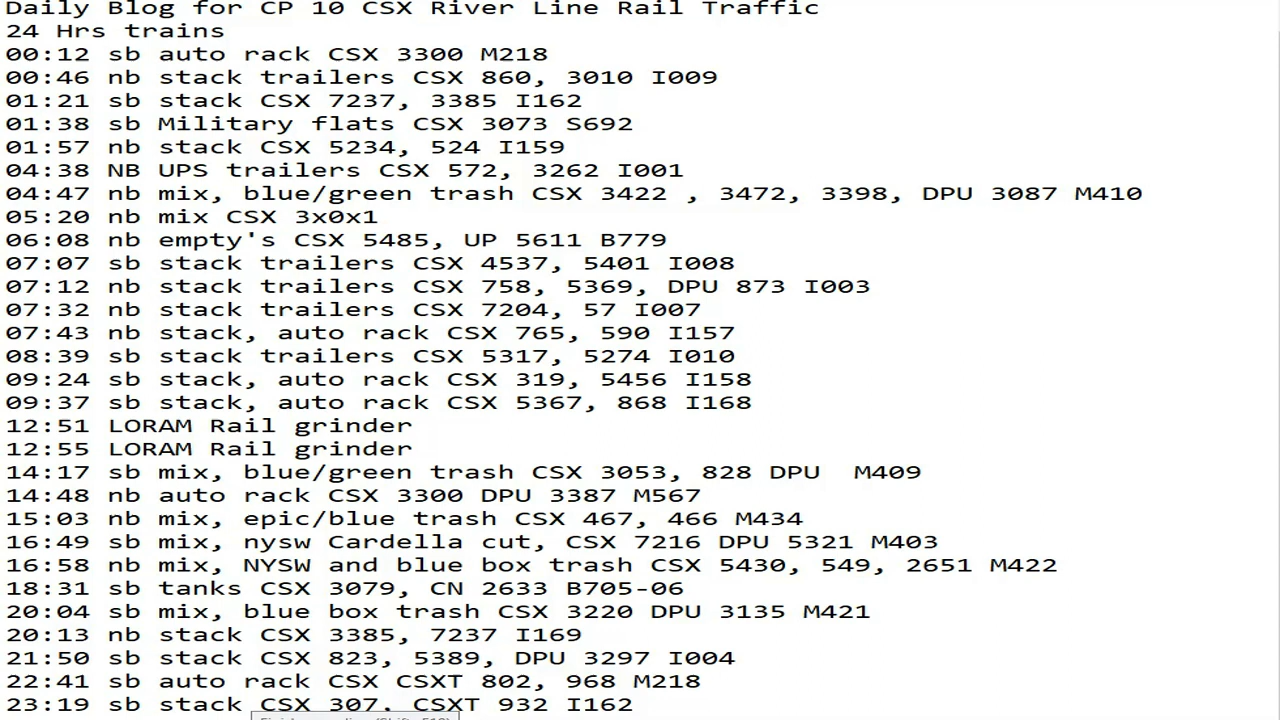 Daily Blog for CP 10 CSX River Line Rail Traffic
24 Hrs trains
00:12 sb auto rack CSX 3300 M218
00:46 nb stack trailers CSX 860, 3010 I009
01:21 sb stack CSX 7237, 3385 I162
01:38 sb Military flats CSX 3073 S692
01:57 nb stack CSX 5234, 524 I159
04:38 NB UPS trailers CSX 572, 3262 I001
04:47 nb mix, blue/green trash CSX 3422 , 3472, 3398, DPU 3087 M410
05:20 nb mix CSX 3x0x1
06:08 nb empty's CSX 5485, UP 5611 B779
07:07 sb stack trailers CSX 4537, 5401 I008
07:12 nb stack trailers CSX 758, 5369, DPU 873 I003
07:32 nb stack trailers CSX 7204, 57 I007
07:43 nb stack, auto rack CSX 765, 590 I157
08:39 sb stack trailers CSX 5317, 5274 I010
09:24 sb stack, auto rack CSX 319, 5456 I158
09:37 sb stack, auto rack CSX 5367, 868 I168
12:51 LORAM Rail grinder
12:55 LORAM Rail grinder
14:17 sb mix, blue/green trash CSX 3053, 828 DPU  M409
14:48 nb auto rack CSX 3300 DPU 3387 M567
15:03 nb mix, epic/blue trash CSX 467, 466 M434
16:49 sb mix, nysw Cardella cut, CSX 7216 DPU 5321 M403
16:58 nb mix, NYSW and blue box trash CSX 5430, 549, 2651 M422
18:31 sb tanks CSX 3079, CN 2633 B705-06
20:04 sb mix, blue box trash CSX 3220 DPU 3135 M421
20:13 nb stack CSX 3385, 7237 I169
21:50 sb stack CSX 823, 5389, DPU 3297 I004
22:41 sb auto rack CSX CSXT 802, 968 M218
23:19 sb stack CSX 307, CSXT 932 I162